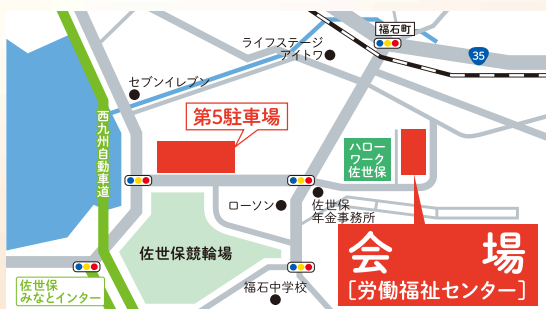 福石町
ライフステージ
アイトワ
35
セブンイレブン
第5駐車場
西九州自動車道
ハロー
ワーク
佐世保
ローソン
佐世保
年金事務所
佐世保競輪場
会場
[労働福祉センター]
佐世保
みなとインター
福石中学校